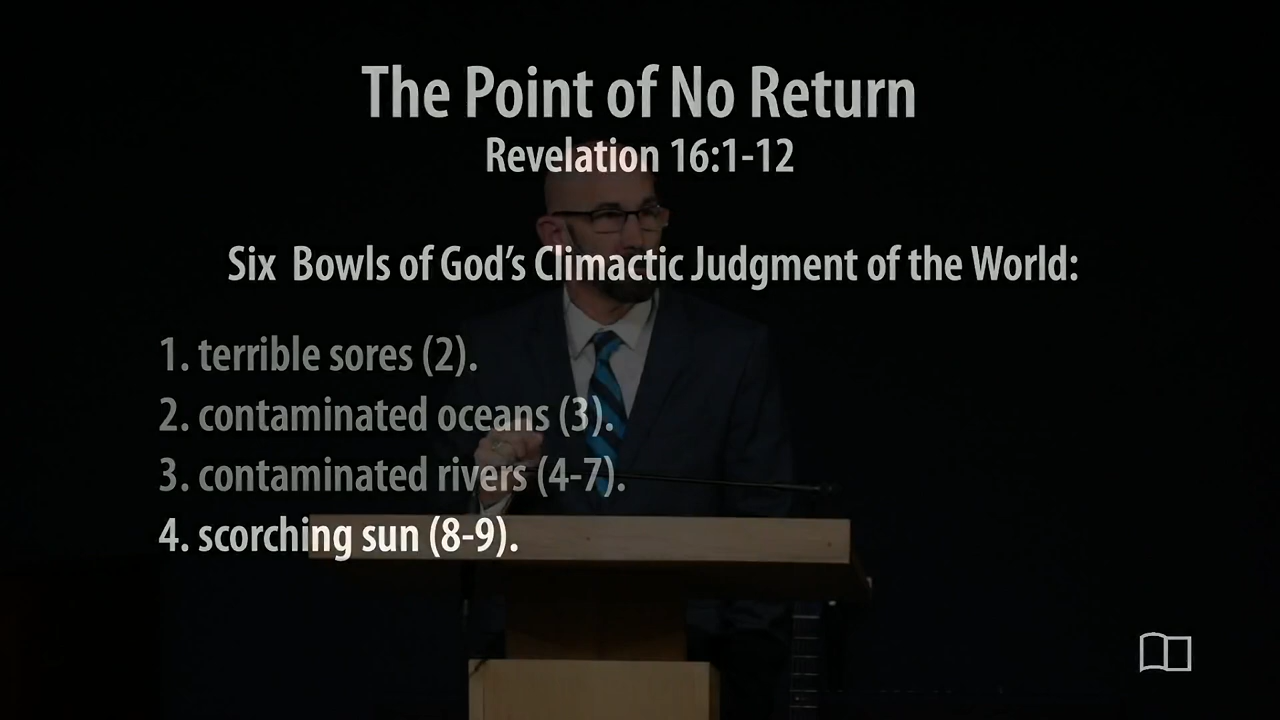 The Point of No Return
Revelation 16:1-12
Six Bowls of God's Climactic Judgment of the World:
1. terrible sores (2).
2. contaminated oceans (3).
3. contaminated rivers (4-7).
4. scorching sun (8-9).